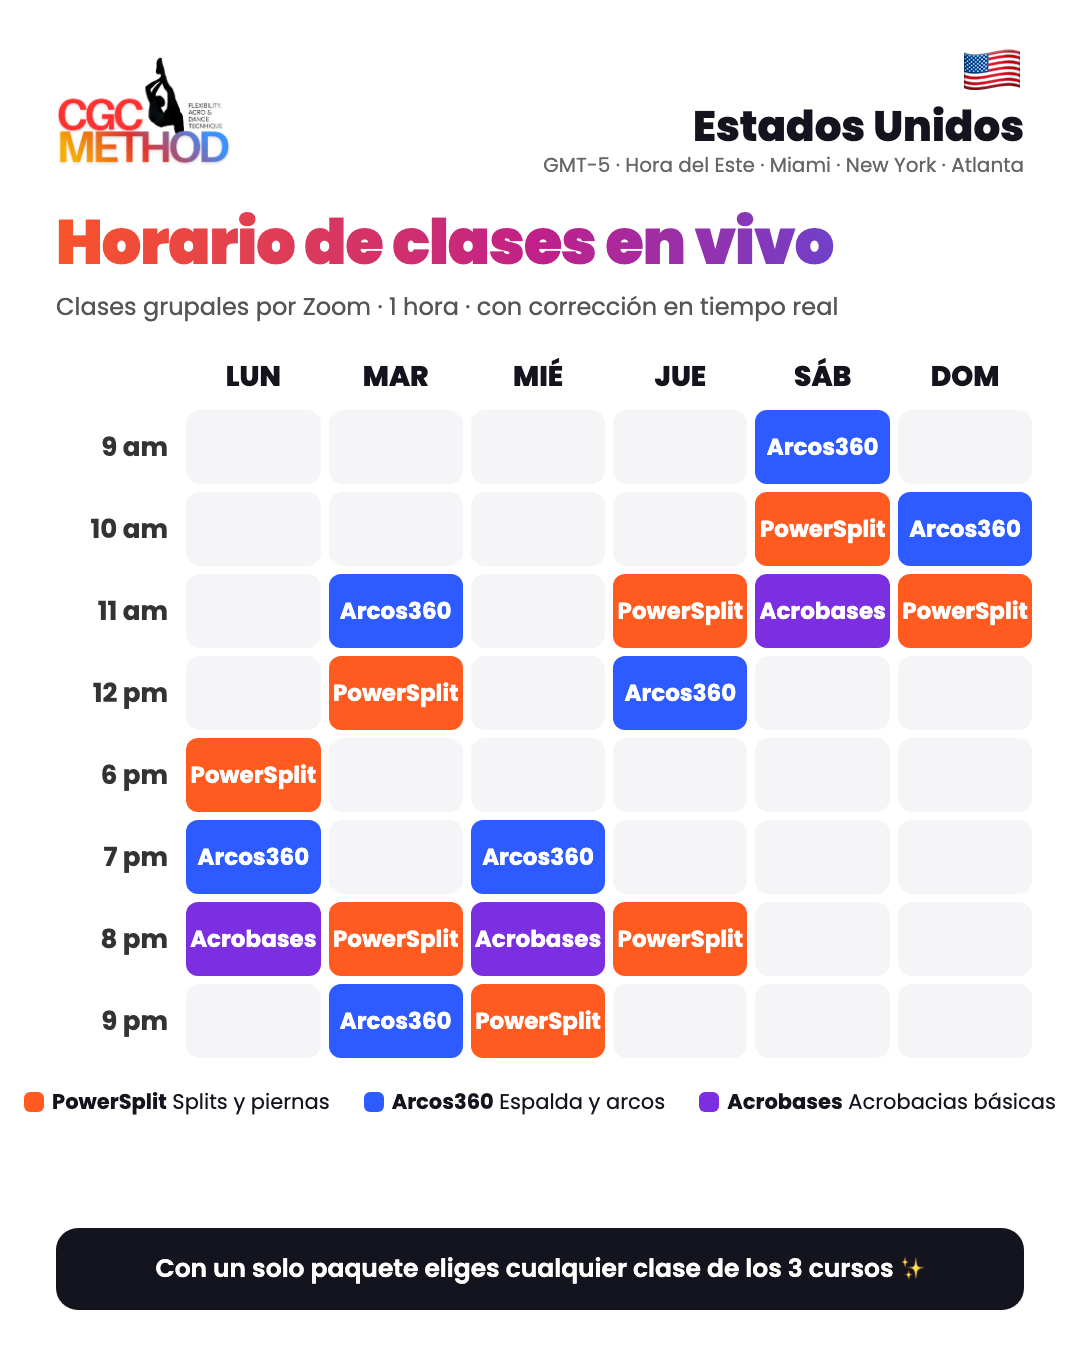 CGC
METHOD
FLEXIBILITY,
ACRO &
DANCE
TECNHIQUE
Estados Unidos
GMT-5 · Hora del Este · Miami · New York · Atlanta
Horario de clases en vivo
Clases grupales por Zoom · 1 hora · con corrección en tiempo real
LUN MAR MIÉ JUE SÁB DOM
9 am Arcos360
10 am PowerSplit Arcos360
11 am Arcos360 PowerSplit Acrobases PowerSplit
12 pm PowerSplit Arcos360
6 pm PowerSplit
7 pm Arcos360 Arcos360
8 pm Acrobases PowerSplit Acrobases PowerSplit
9 pm Arcos360 PowerSplit
PowerSplit Splits y piernas Arcos360 Espalda y arcos Acrobases Acrobacias básicas
Con un solo paquete eliges cualquier clase de los 3 cursos ✨